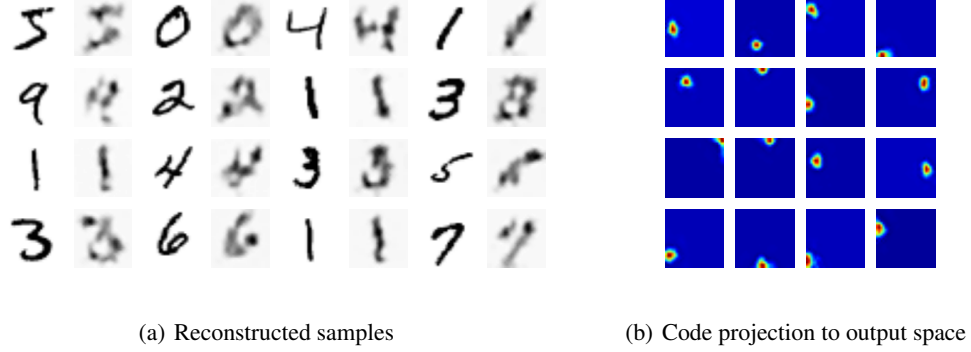 5 0 4 1
9 2 1 3
1 4 3 5
3 6 1 7
(a) Reconstructed samples
(b) Code projection to output space